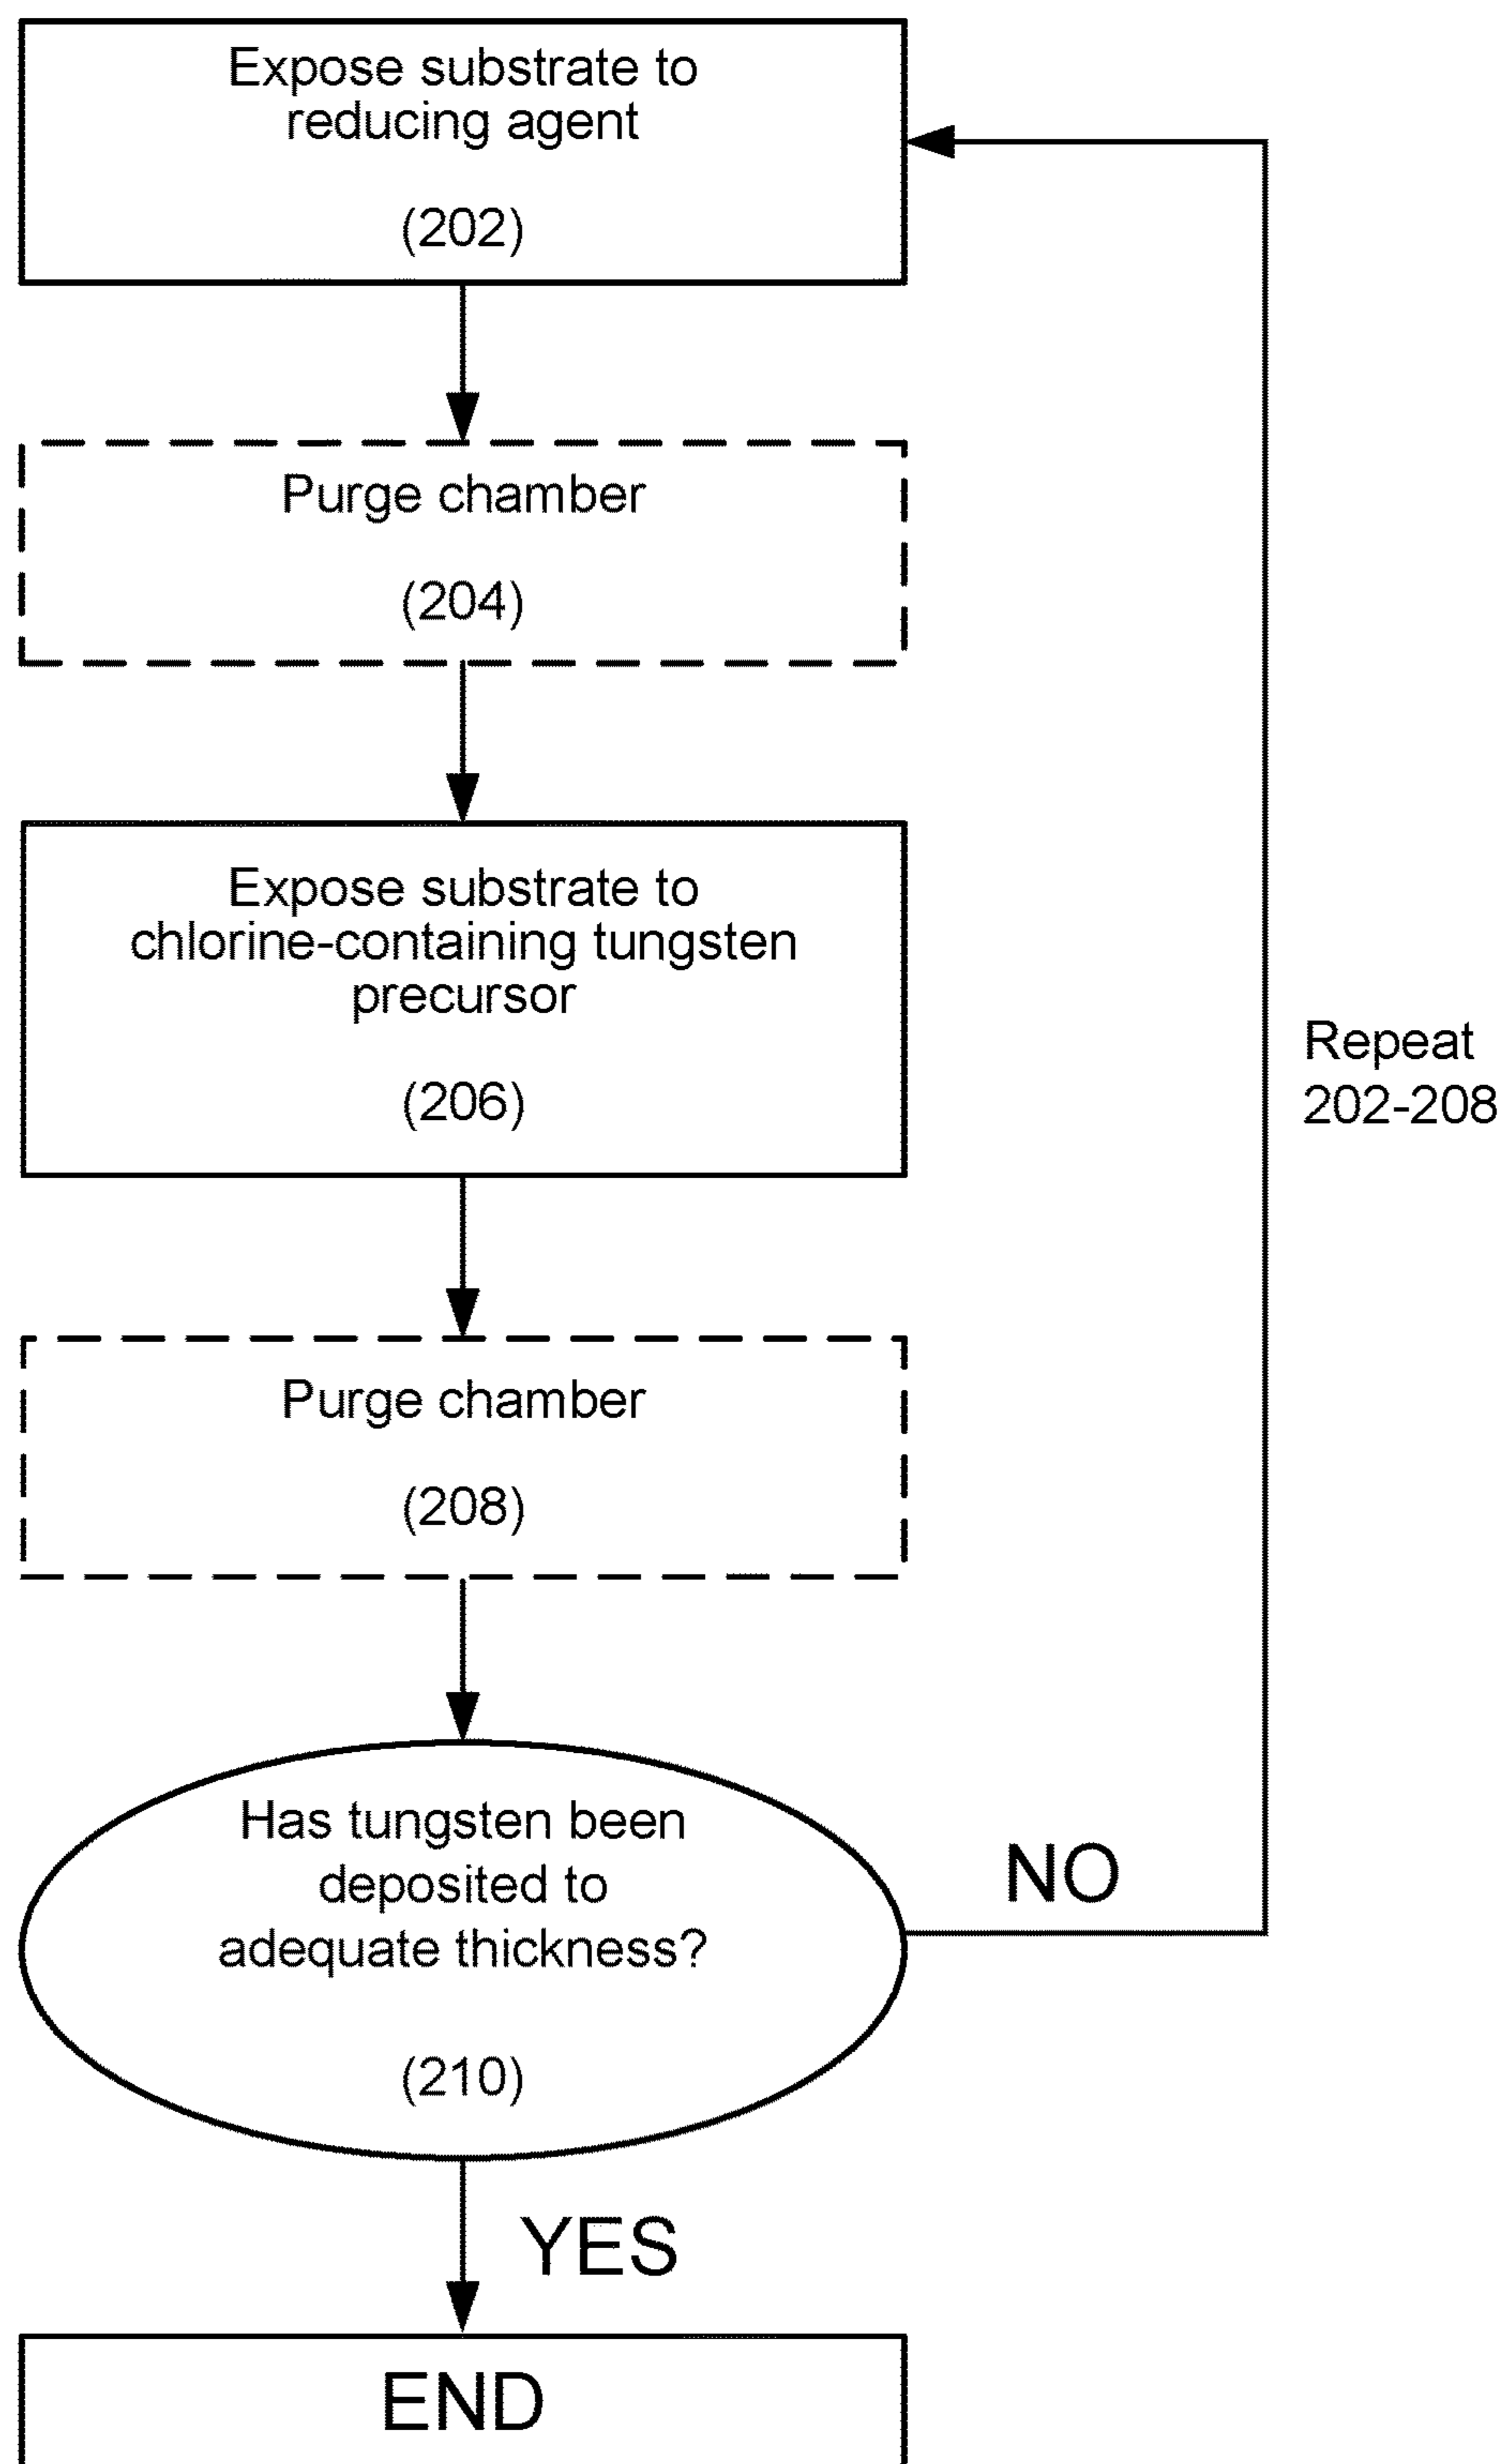 Expose substrate to
reducing agent
(202)
Purge chamber
(204)
Expose substrate to
chlorine-containing tungsten
precursor
(206)
Repeat
202-208
Purge chamber
(208)
Has tungsten been
deposited to
adequate thickness?
(210)
NO
YES
END